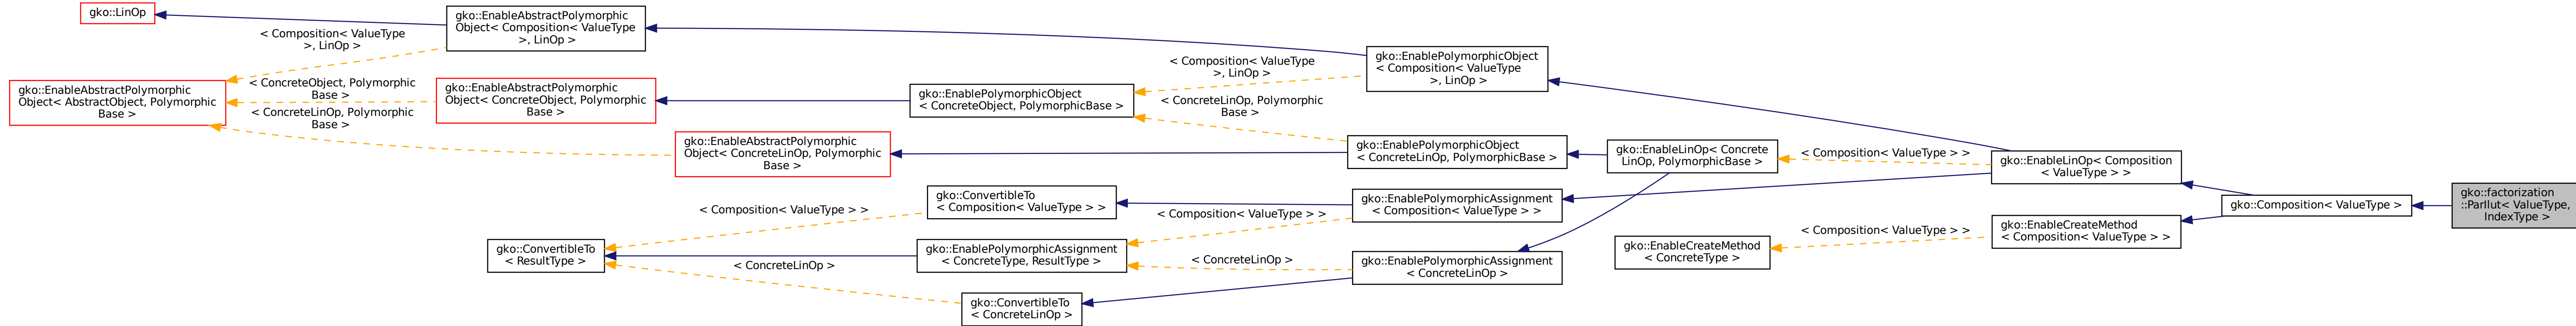 gko::LinOp
gko::EnableAbstractPolymorphic
Object< Composition< ValueType
>, LinOp >
< Composition< ValueType
>, LinOp >
gko::EnableAbstractPolymorphic
Object< AbstractObject, Polymorphic
Base >
< ConcreteObject, Polymorphic
Base >
< ConcreteLinOp, Polymorphic
Base >
gko::EnableAbstractPolymorphic
Object< ConcreteObject, Polymorphic
Base >
gko::EnableAbstractPolymorphic
Object< ConcreteLinOp, Polymorphic
Base >
gko::EnablePolymorphicObject
< ConcreteObject, PolymorphicBase >
< Composition< ValueType
>, LinOp >
< ConcreteLinOp, Polymorphic
Base >
gko::EnablePolymorphicObject
< Composition< ValueType
>, LinOp >
gko::EnablePolymorphicObject
< ConcreteLinOp, PolymorphicBase >
gko::EnableLinOp< Concrete
LinOp, PolymorphicBase >
< Composition< ValueType > >
gko::EnableLinOp< Composition
< ValueType > >
gko::ConvertibleTo
< ResultType >
< Composition< ValueType > >
< ConcreteLinOp >
gko::ConvertibleTo
< Composition< ValueType > >
gko::EnablePolymorphicAssignment
< ConcreteType, ResultType >
gko::ConvertibleTo
< ConcreteLinOp >
< Composition< ValueType > >
< ConcreteLinOp >
gko::EnablePolymorphicAssignment
< Composition< ValueType > >
gko::EnablePolymorphicAssignment
< ConcreteLinOp >
gko::EnableCreateMethod
< ConcreteType >
< Composition< ValueType > >
gko::EnableCreateMethod
< Composition< ValueType > >
gko::Composition< ValueType >
gko::factorization
::ParIlut< ValueType,
IndexType >